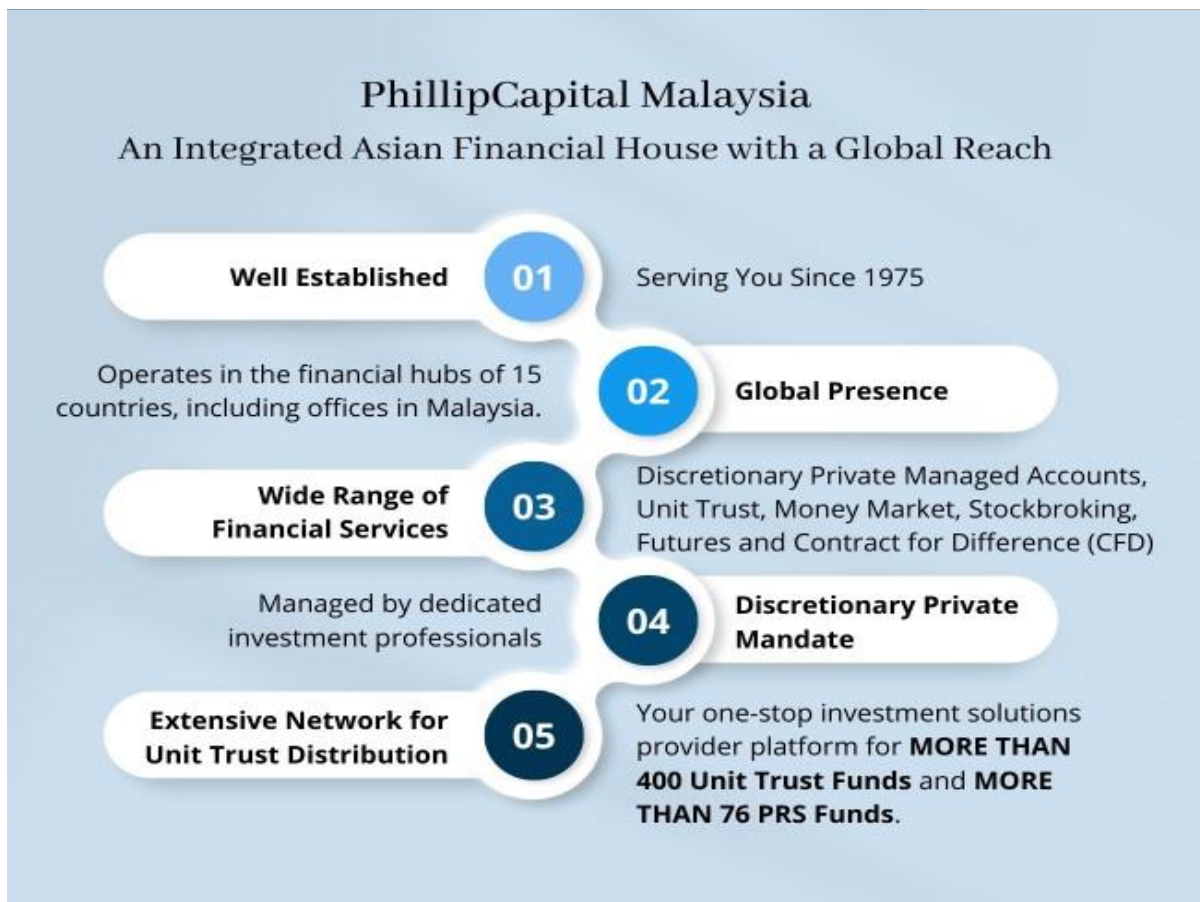 PhillipCapital Malaysia
An Integrated Asian Financial House with a Global Reach
Well Established
01
Serving You Since 1975
Operates in the financial hubs of 15
countries, including offices in Malaysia.
02
Global Presence
Wide Range of
Financial Services
03
Discretionary Private Managed Accounts,
Unit Trust, Money Market, Stockbroking,
Futures and Contract for Difference (CFD)
Managed by dedicated
investment professionals
04
Discretionary Private
Mandate
Extensive Network for
Unit Trust Distribution
05
Your one-stop investment solutions
provider platform for MORE THAN
400 Unit Trust Funds and MORE
THAN 76 PRS Funds.